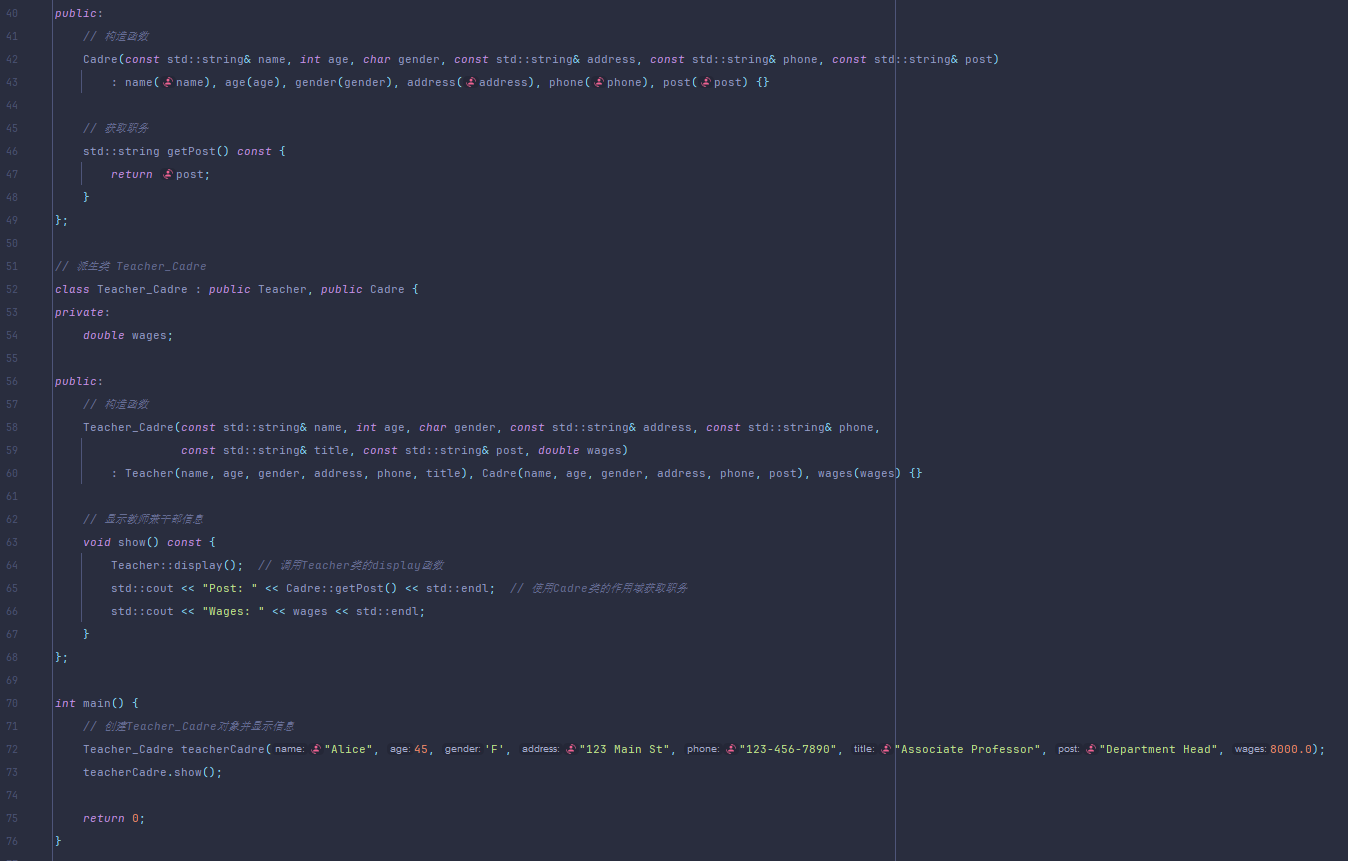 40 public:
41 // 构造函数
42 Cadre(const std::string& name, int age, char gender, const std::string& address, const std::string& phone, const std::string& post)
43 : name(name), age(age), gender(gender), address(address), phone(phone), post(post) {}
44
45 // 获取职务
46 std::string getPost() const {
47 return post;
48 }
49 };
50
51 // 派生类 Teacher_Cadre
52 class Teacher_Cadre : public Teacher, public Cadre {
53 private:
54 double wages;
55
56 public:
57 // 构造函数
58 Teacher_Cadre(const std::string& name, int age, char gender, const std::string& address, const std::string& phone,
59 const std::string& title, const std::string& post, double wages)
60 : Teacher(name, age, gender, address, phone, title), Cadre(name, age, gender, address, phone, post), wages(wages) {}
61
62 // 显示教师兼干部信息
63 void show() const {
64 Teacher::display(); // 调用Teacher类的display函数
65 std::cout << "Post: " << Cadre::getPost() << std::endl; // 使用Cadre类的作用域获取职务
66 std::cout << "Wages: " << wages << std::endl;
67 }
68 };
69
70 int main() {
71 // 创建Teacher_Cadre对象并显示信息
72 Teacher_Cadre teacherCadre( name: "Alice", age: 45, gender: 'F', address: "123 Main St", phone: "123-456-7890", title: "Associate Professor", post: "Department Head", wages: 8000.0);
73 teacherCadre.show();
74
75 return 0;
76 }